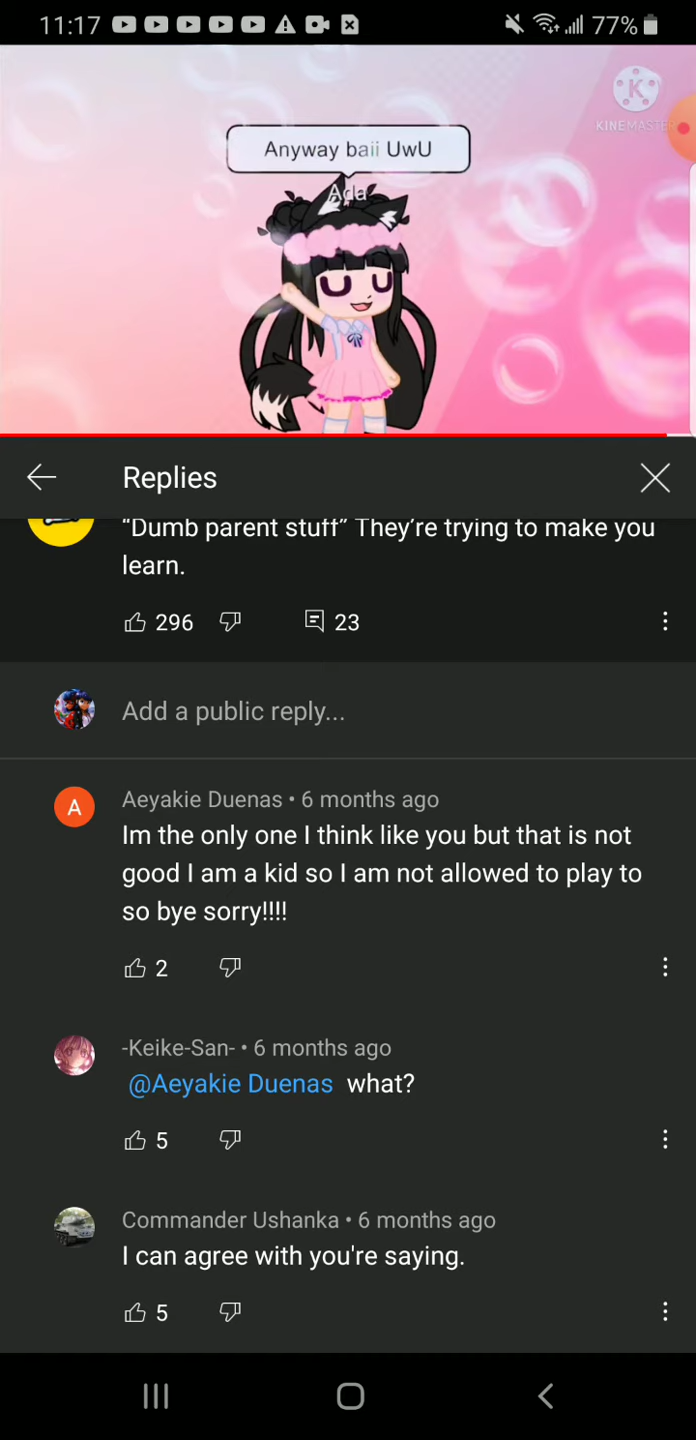 11:17
77%
K
KINEMASTER
Anyway baii UwU
Ada
Replies
“Dumb parent stuff” They’re trying to make you
learn.
296
23
Add a public reply...
A
Aeyakie Duenas • 6 months ago
Im the only one I think like you but that is not
good I am a kid so I am not allowed to play to
so bye sorry!!!!
2
-Keike-San- • 6 months ago
@Aeyakie Duenas what?
5
Commander Ushanka • 6 months ago
I can agree with you're saying.
5